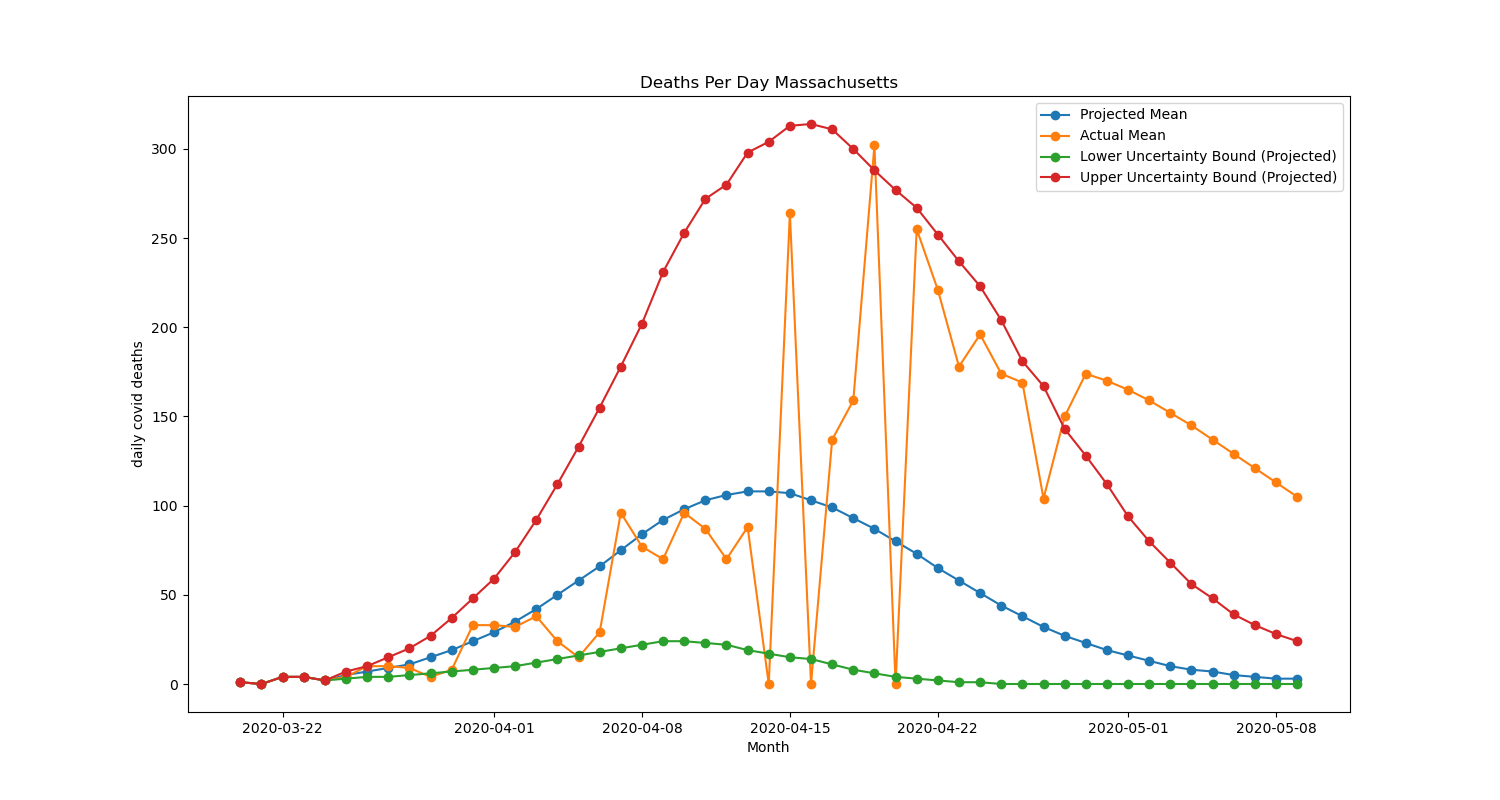 Deaths Per Day Massachusetts
Projected Mean
Actual Mean
Lower Uncertainty Bound (Projected)
Upper Uncertainty Bound (Projected)
300
250
200
150
100
50
0
daily covid deaths
2020-03-22 2020-04-01 2020-04-08 2020-04-15 2020-04-22 2020-05-01 2020-05-08
Month